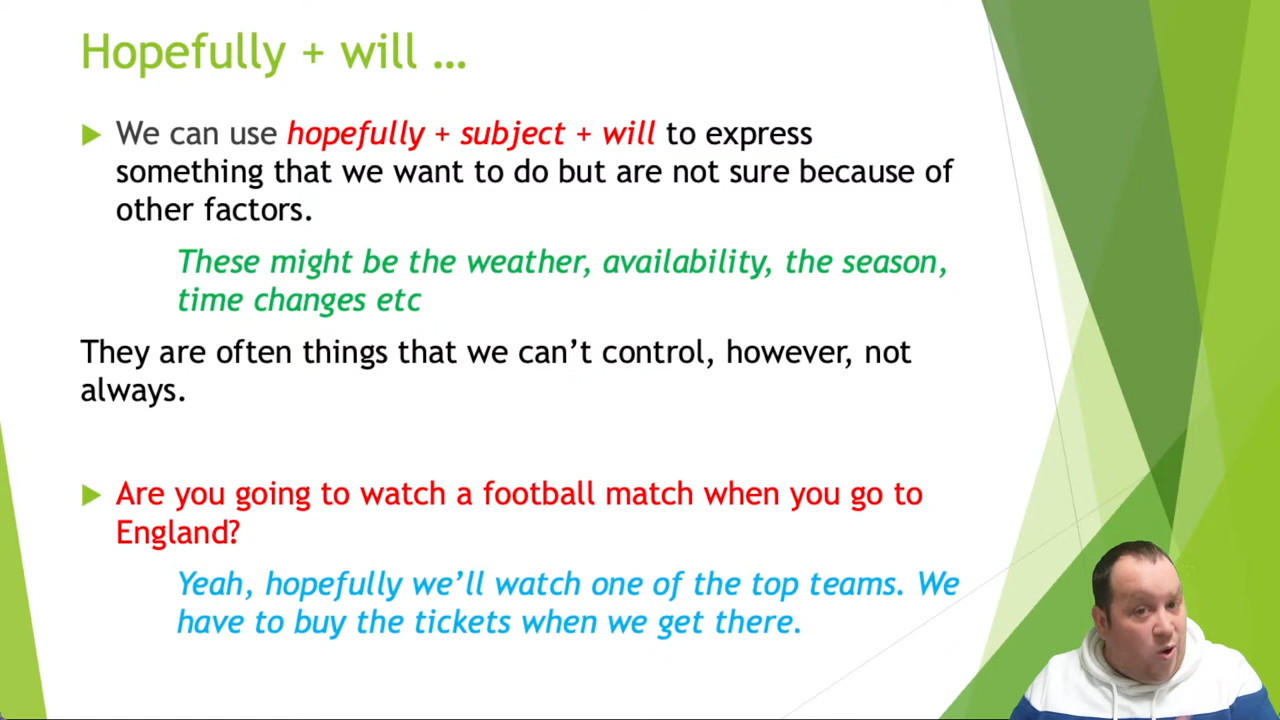 Hopefully + will …
We can use hopefully + subject + will to express
something that we want to do but are not sure because of
other factors.
These might be the weather, availability, the season,
time changes etc
They are often things that we can’t control, however, not
always.
Are you going to watch a football match when you go to
England?
Yeah, hopefully we’ll watch one of the top teams. We
have to buy the tickets when we get there.